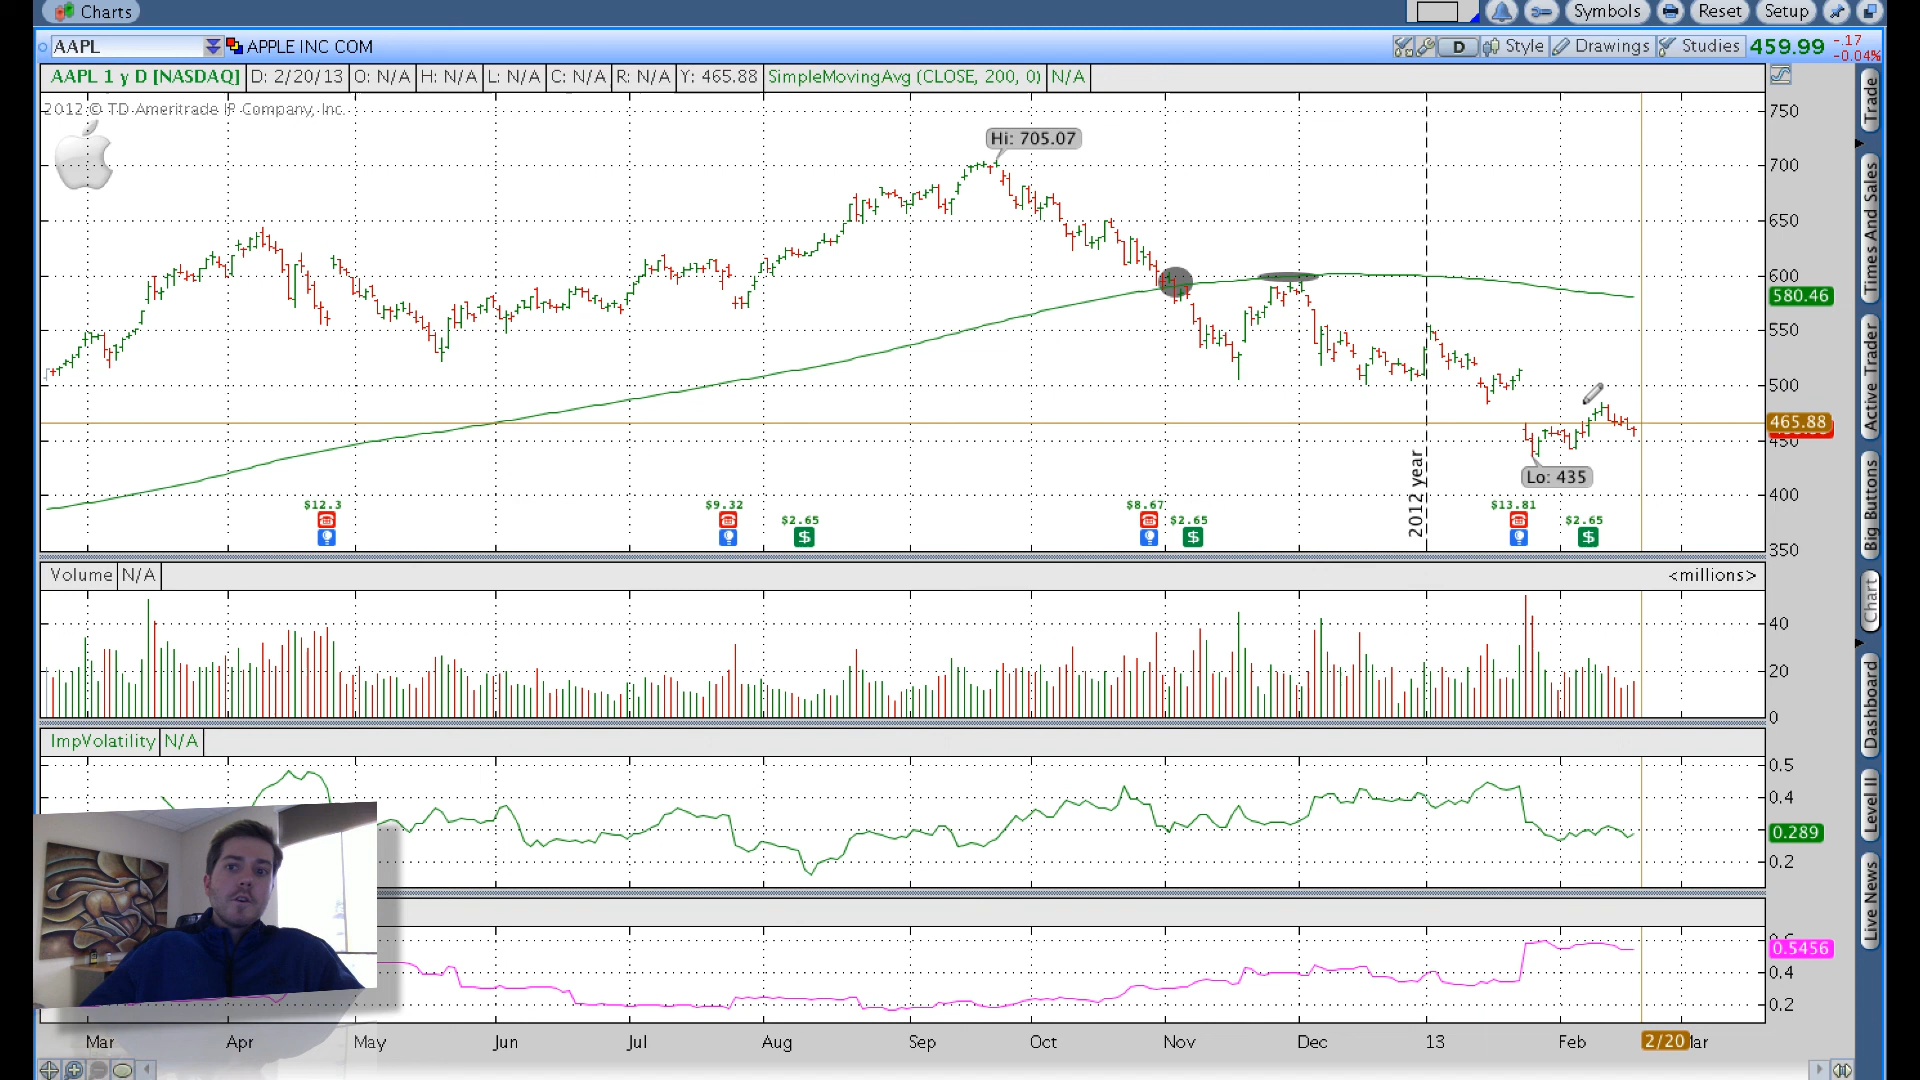 Charts
Symbols Reset Setup
AAPL APPLE INC COM D Style Drawings Studies 459.99 -.17
-0.04%
AAPL 1 y D [NASDAQ] D: 2/20/13 O: N/A H: N/A L: N/A C: N/A R: N/A Y: 465.88 SimpleMovingAvg (CLOSE, 200, 0) N/A
2012 © TD Ameritrade IP Company, Inc.
750
Hi: 705.07
700
650
600
580.46
550
500
465.88
450
Lo: 435
400
350
2012 year
$12.3 $9.32 $2.65 $8.67 $2.65 $13.81 $2.65
$ $ $
Volume N/A <millions>
40
20
0
ImpVolatility N/A
0.5
0.4
0.289
0.2
0.5456
0.4
0.2
Mar Apr May Jun Jul Aug Sep Oct Nov Dec 13 Feb 2/20
Trade
Times And Sales
Active Trader
Big Buttons
Chart
Dashboard
Level II
Live News